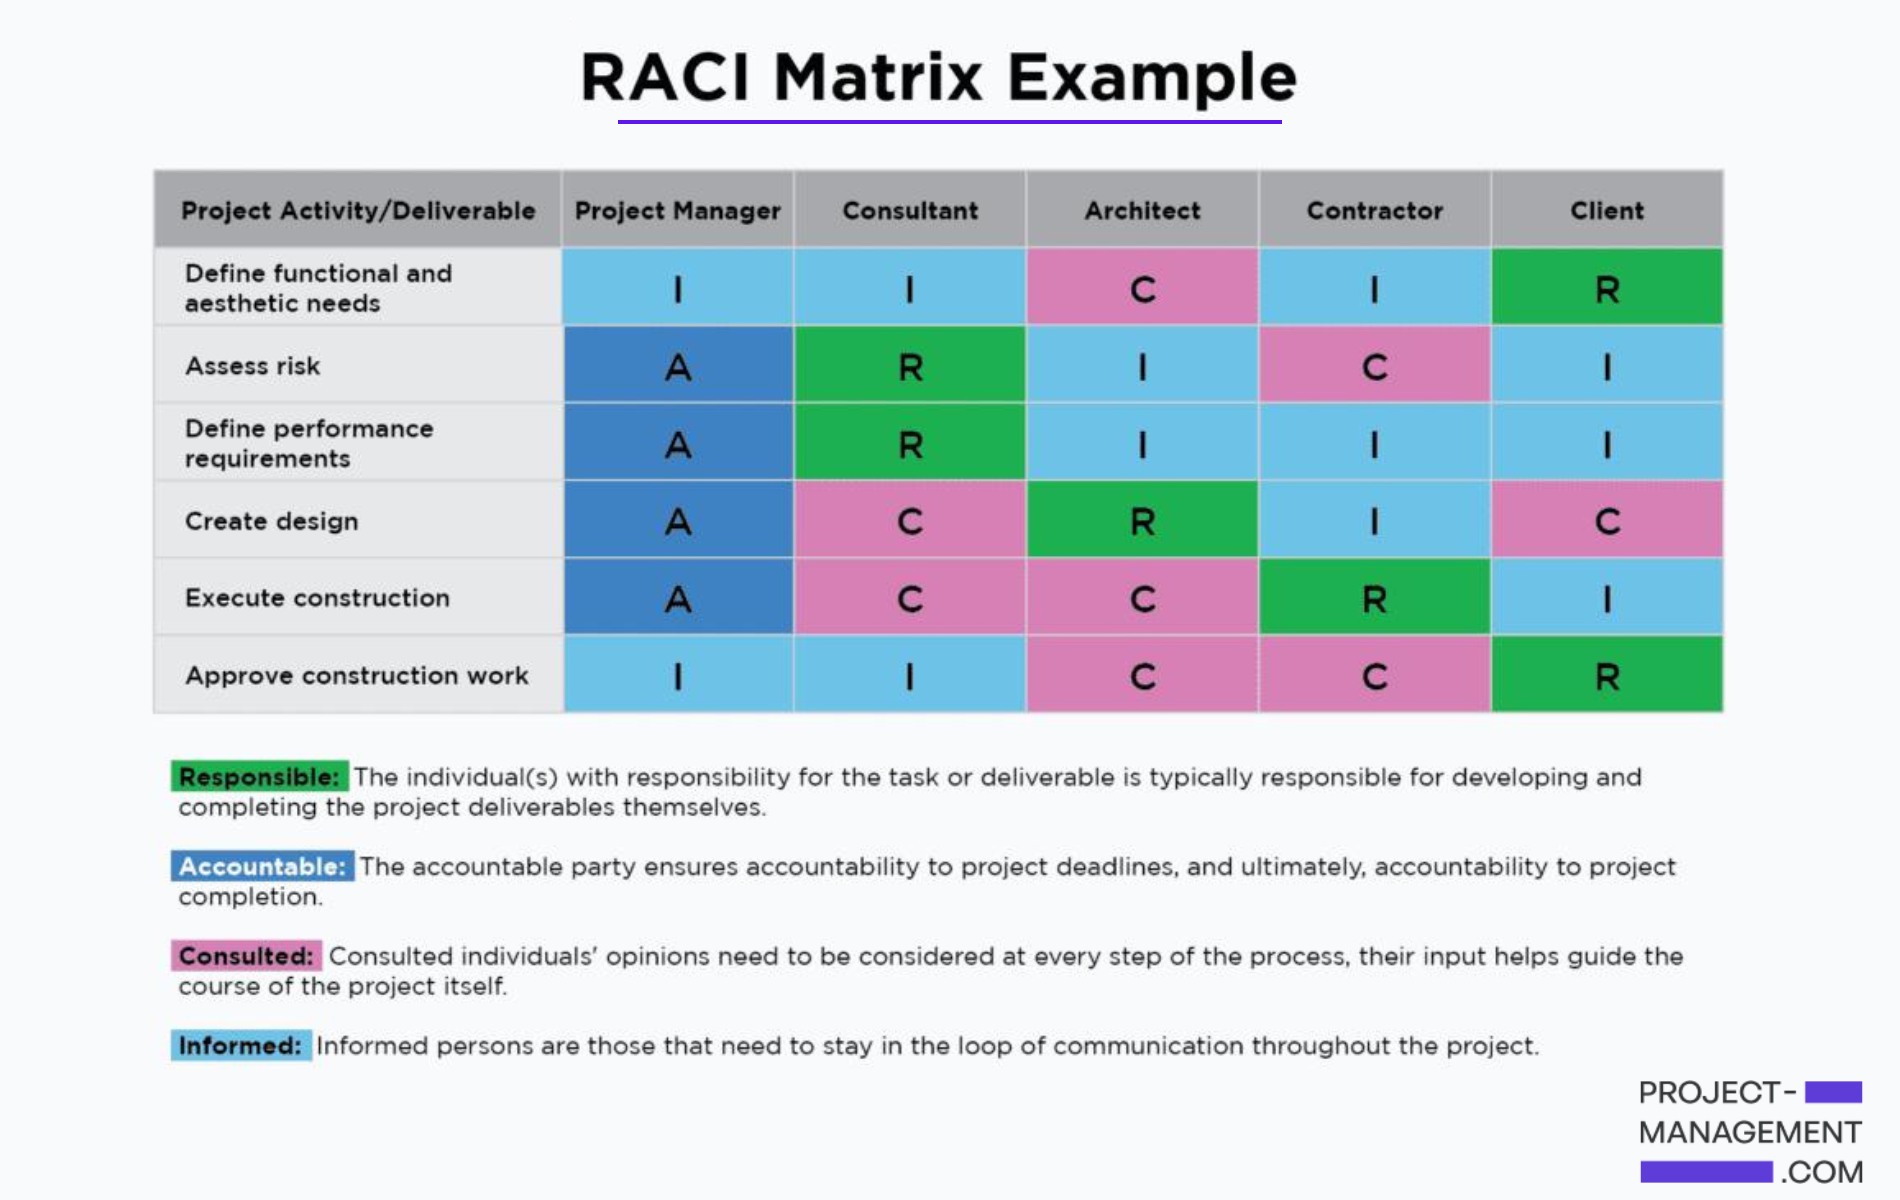 RACI Matrix Example
Project Activity/Deliverable Project Manager Consultant Architect Contractor Client
Define functional and
aesthetic needs
I I C I R
Assess risk A R I C I
Define performance
requirements
A R I I I
Create design A C R I C
Execute construction A C C R I
Approve construction work I I C C R
Responsible: The individual(s) with responsibility for the task or deliverable is typically responsible for developing and
completing the project deliverables themselves.
Accountable: The accountable party ensures accountability to project deadlines, and ultimately, accountability to project
completion.
Consulted: Consulted individuals' opinions need to be considered at every step of the process, their input helps guide the
course of the project itself.
Informed: Informed persons are those that need to stay in the loop of communication throughout the project.
PROJECT-
MANAGEMENT
.COM